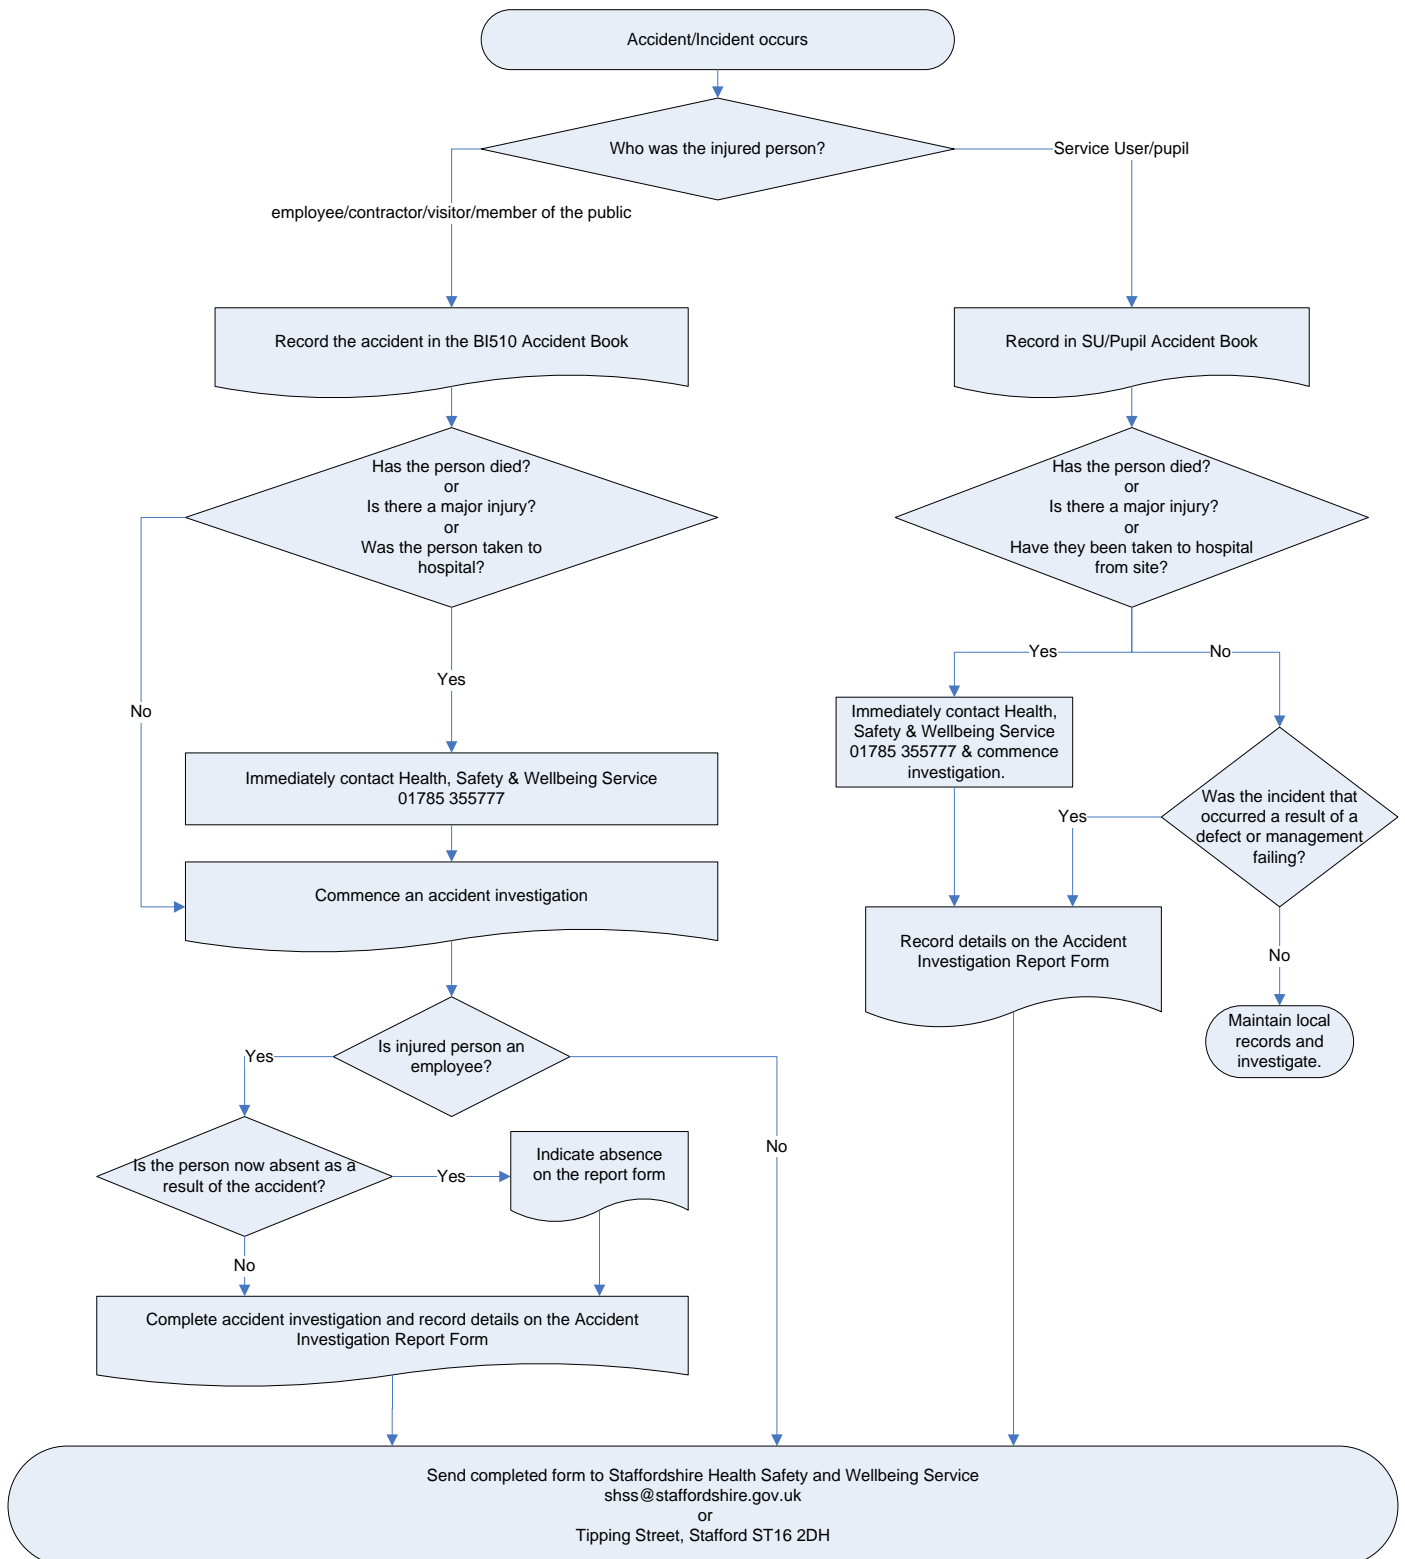 Accident/Incident occurs
Who was the injured person?
Service User/pupil
employee/contractor/visitor/member of the public
Record the accident in the BI510 Accident Book
Record in SU/Pupil Accident Book
Has the person died?
or
Is there a major injury?
or
Was the person taken to
hospital?
Has the person died?
or
Is there a major injury?
or
Have they been taken to hospital
from site?
Yes
No
Yes
No
Immediately contact Health, Safety & Wellbeing Service
01785 355777
Immediately contact Health,
Safety & Wellbeing Service
01785 355777 & commence
investigation.
Was the incident that
occurred a result of a
defect or management
failing?
Yes
Commence an accident investigation
Record details on the Accident
Investigation Report Form
No
Maintain local
records and
investigate.
Is injured person an
employee?
Yes
No
Is the person now absent as a
result of the accident?
Yes
Indicate absence
on the report form
No
Complete accident investigation and record details on the Accident
Investigation Report Form
Send completed form to Staffordshire Health Safety and Wellbeing Service
shss@staffordshire.gov.uk
or
Tipping Street, Stafford ST16 2DH